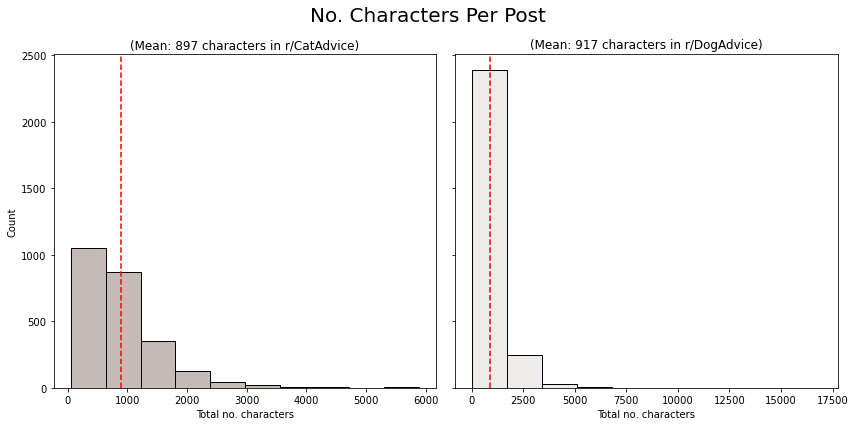 No. Characters Per Post
(Mean: 897 characters in r/CatAdvice)
(Mean: 917 characters in r/DogAdvice)
2500
2000
1500
1000
500
0
Count
0 1000 2000 3000 4000 5000 6000
Total no. characters
0 2500 5000 7500 10000 12500 15000 17500
Total no. characters